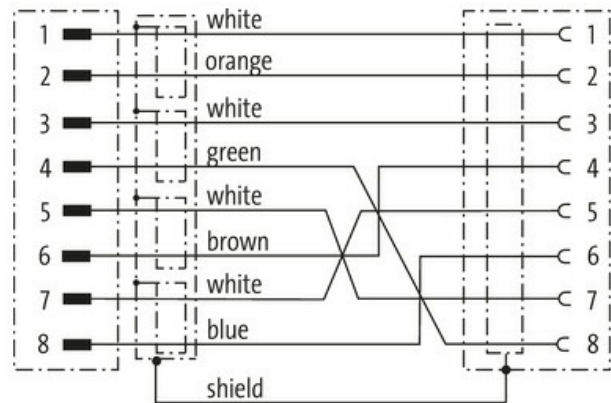 1 white 1
2 orange 2
3 white 3
4 green 4
5 white 5
6 brown 6
7 white 7
8 blue 8
shield